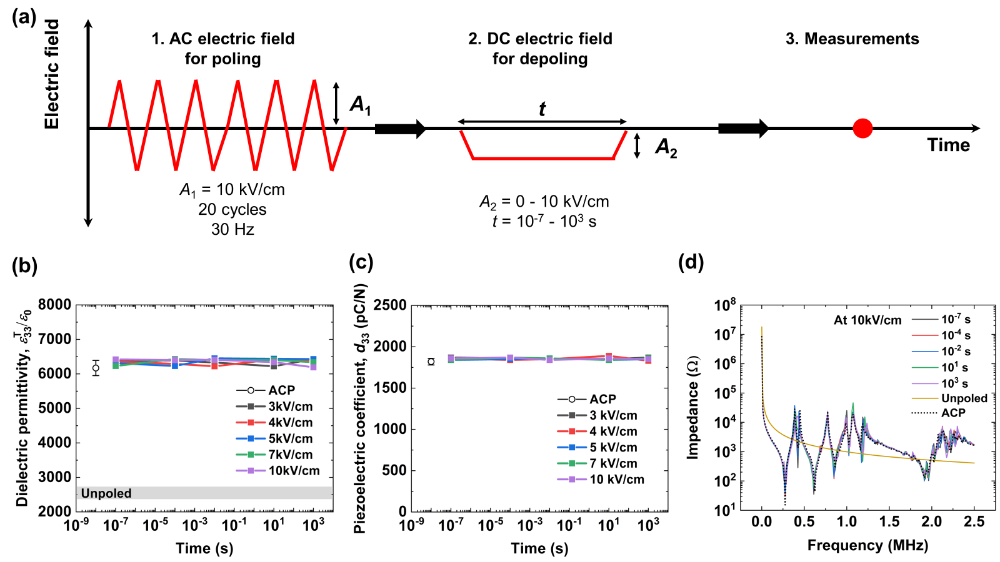 (a)
Electric field
1. AC electric field
for poling
2. DC electric field
for depoling
3. Measurements
A1
t
A2
Time
A1 = 10 kV/cm
20 cycles
30 Hz
A2 = 0 - 10 kV/cm
t = 10-7 - 103 s
(b)
Dielectric permittivity, εT33/ε0
8000
7000
6000
5000
4000
3000
2000
ACP
3kV/cm
4kV/cm
5kV/cm
7kV/cm
10kV/cm
Unpoled
10-9
10-7
10-5
10-3
10-1
101
103
Time (s)
(c)
Piezoelectric coefficient, d33 (pC/N)
2500
2000
1500
1000
500
0
ACP
3 kV/cm
4 kV/cm
5 kV/cm
7 kV/cm
10 kV/cm
10-9
10-7
10-5
10-3
10-1
101
103
Time (s)
(d)
Impedance (Ω)
108
107
106
105
104
103
102
101
At 10kV/cm
10-7 s
10-4 s
10-2 s
101 s
103 s
Unpoled
ACP
0.0
0.5
1.0
1.5
2.0
2.5
Frequency (MHz)